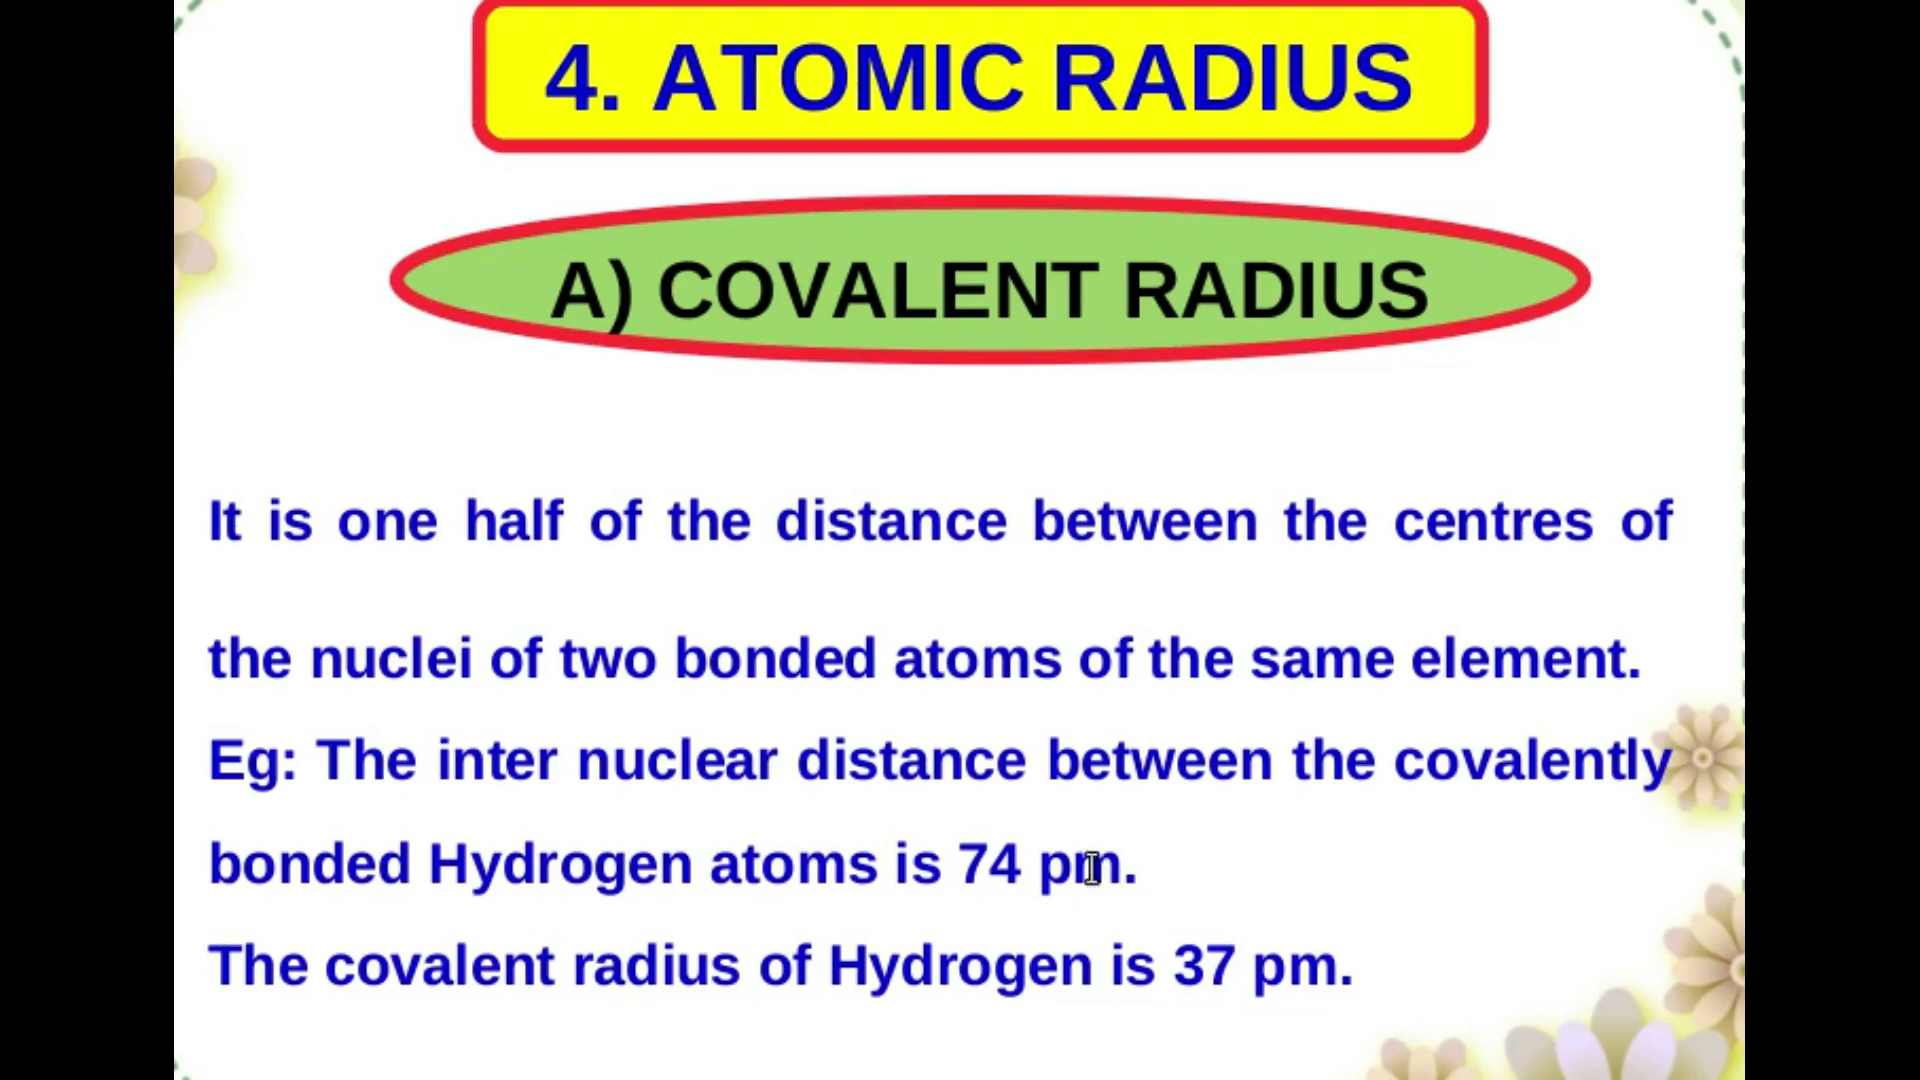 4. ATOMIC RADIUS
A) COVALENT RADIUS
It is one half of the distance between the centres of
the nuclei of two bonded atoms of the same element.
Eg: The inter nuclear distance between the covalently
bonded Hydrogen atoms is 74 pm.
The covalent radius of Hydrogen is 37 pm.